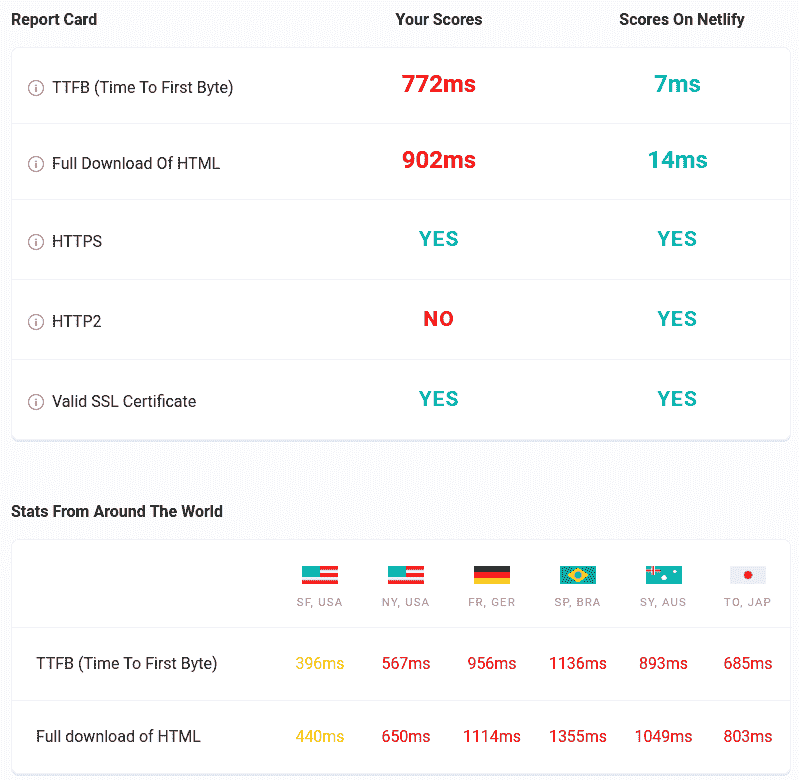 Report Card Your Scores Scores On Netlify
TTFB (Time To First Byte) 772ms 7ms
Full Download Of HTML 902ms 14ms
HTTPS YES YES
HTTP2 NO YES
Valid SSL Certificate YES YES
Stats From Around The World
SF, USA NY, USA FR, GER SP, BRA SY, AUS TO, JAP
TTFB (Time To First Byte) 396ms 567ms 956ms 1136ms 893ms 685ms
Full download of HTML 440ms 650ms 1114ms 1355ms 1049ms 803ms